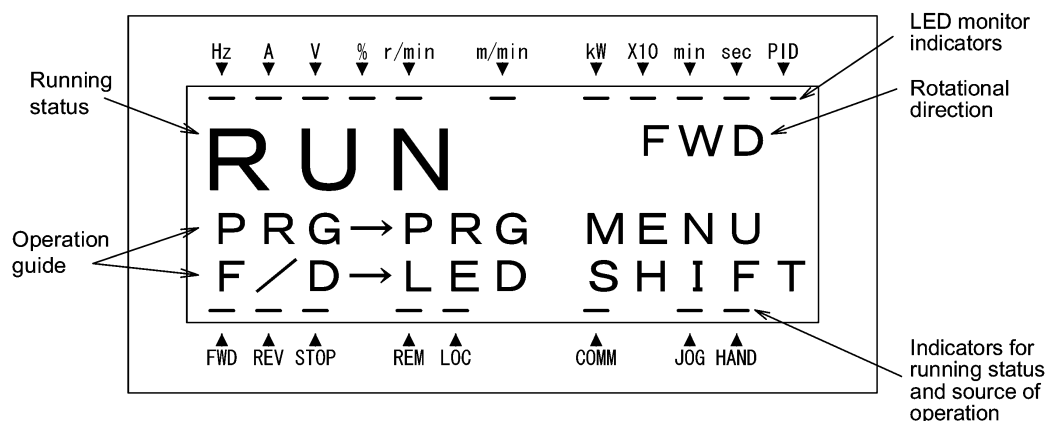 Hz A V % r/min m/min kW X10 min sec PID
LED monitor
indicators
Running
status
Rotational
direction
RUN FWD
PRG→PRG MENU
F/D→LED SHIFT
Operation
guide
FWD REV STOP REM LOC COMM JOG HAND
Indicators for
running status
and source of
operation